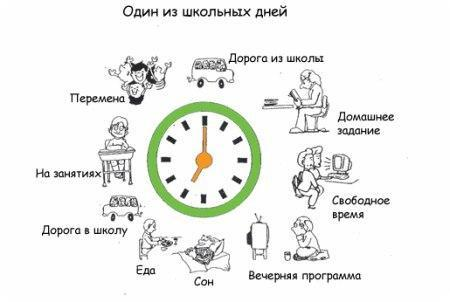 Один из школьных дней
Дорога из школы
Перемена
Домашнее
задание
На занятиях
Свободное
время
Дорога в школу
Еда
Сон
Вечерняя программа